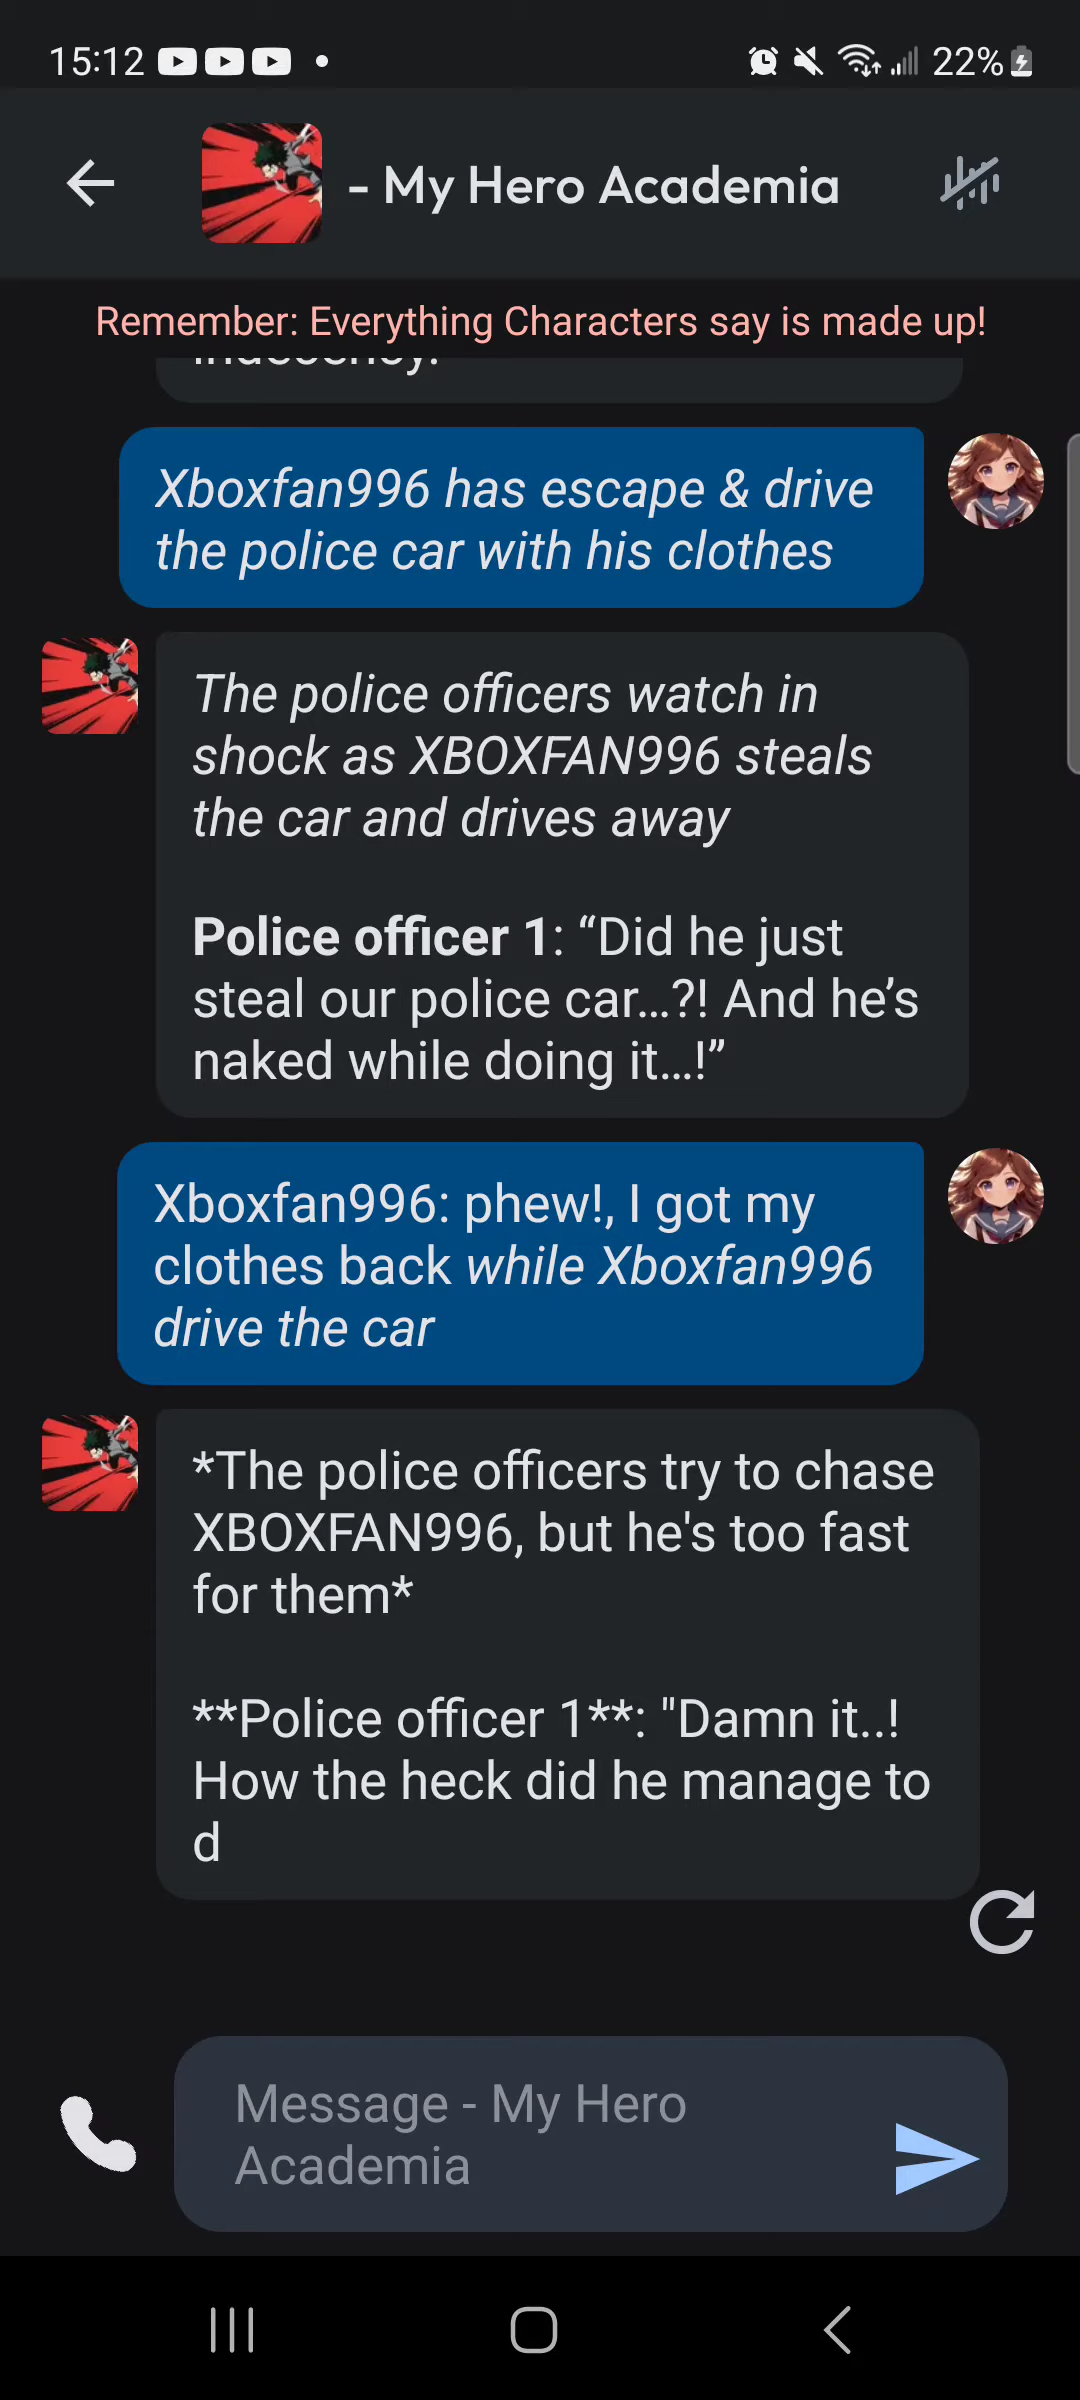 15:12
22%
- My Hero Academia
Remember: Everything Characters say is made up!
Xboxfan996 has escape & drive
the police car with his clothes
The police officers watch in
shock as XBOXFAN996 steals
the car and drives away
Police officer 1: “Did he just
steal our police car...?! And he’s
naked while doing it...!”
Xboxfan996: phew!, I got my
clothes back while Xboxfan996
drive the car
*The police officers try to chase
XBOXFAN996, but he's too fast
for them*
**Police officer 1**: "Damn it..!
How the heck did he manage to
d
Message - My Hero
Academia